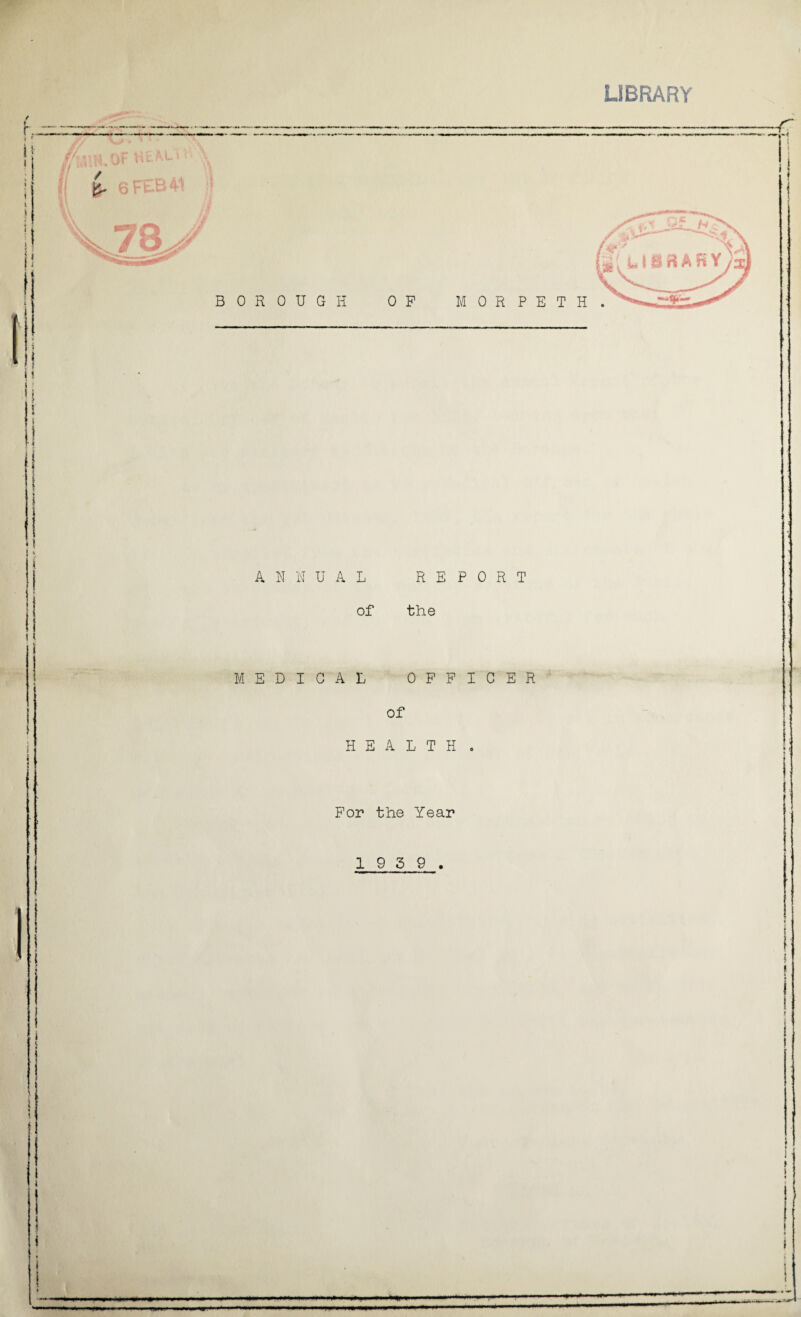 LIBRARY
MIN. OF HEALTH
6 FEB 41
78
LIBRARY
BOROUGH OF MORPETH.
ANNUAL REPORT
of the
MEDICAL OFFICER
of
HEALTH.
For the Year
1939.